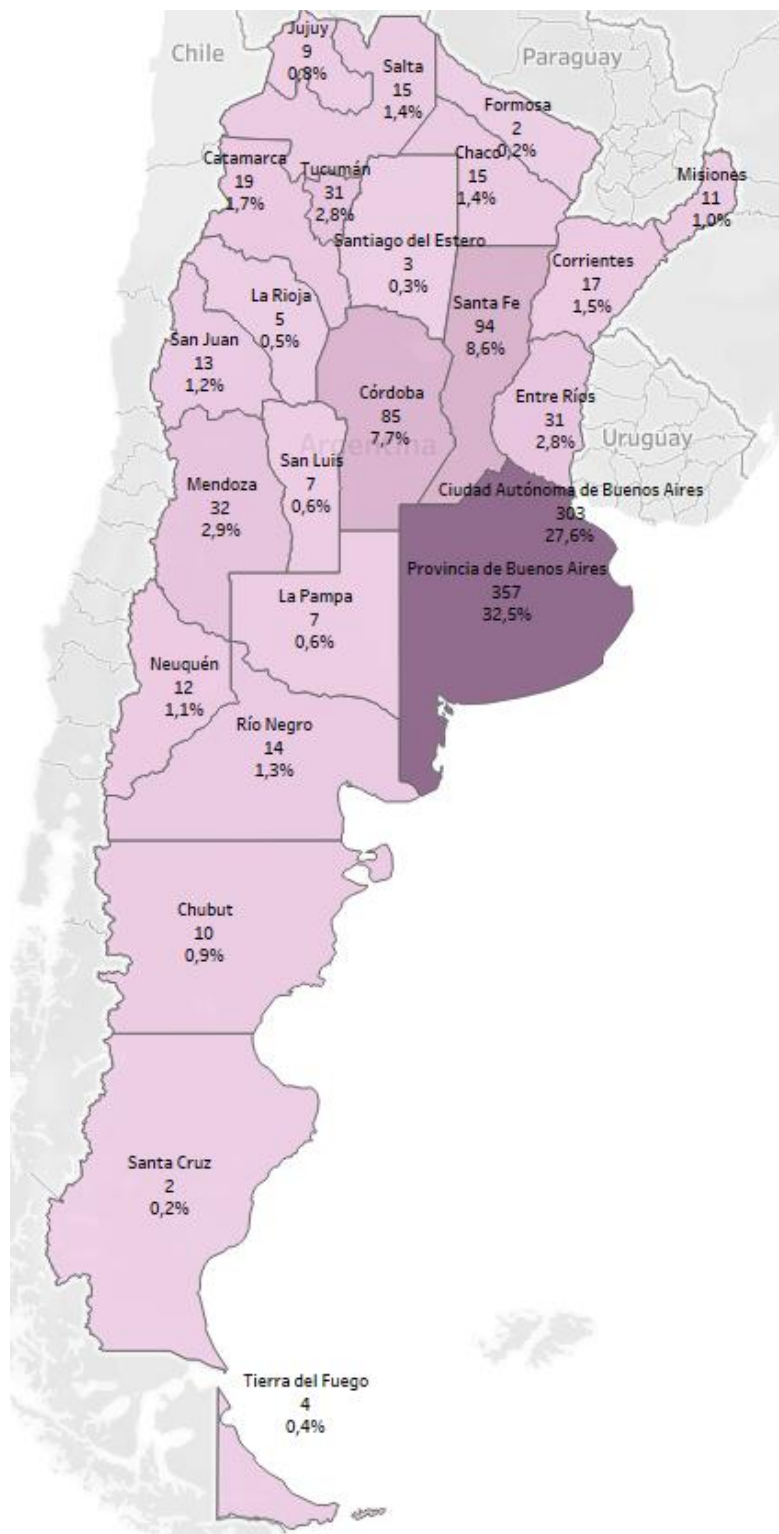 Jujuy
9
0,8%
Chile
Salta
15
1,4%
Paraguay
Formosa
2
0,2%
Catamarca
19
1,7%
Tucumán
31
2,8%
Chaco
15
1,4%
Misiones
11
1,0%
Santiago del Estero
3
0,3%
Corrientes
17
1,5%
La Rioja
5
0,5%
Santa Fe
94
8,6%
San Juan
13
1,2%
Córdoba
85
7,7%
Argentina
Entre Ríos
31
2,8%
Uruguay
San Luis
7
0,6%
Mendoza
32
2,9%
Ciudad Autónoma de Buenos Aires
303
27,6%
Provincia de Buenos Aires
357
32,5%
La Pampa
7
0,6%
Neuquén
12
1,1%
Río Negro
14
1,3%
Chubut
10
0,9%
Santa Cruz
2
0,2%
Tierra del Fuego
4
0,4%